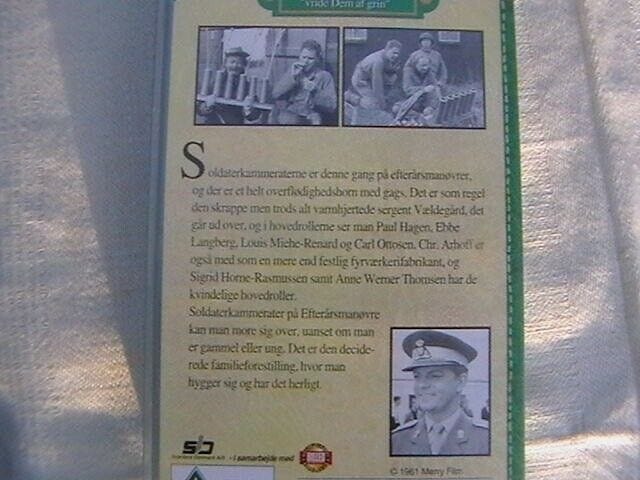 "vride Dem af grin"
Soldaterkammeraterne er denne gang på efterårsmanøvrer,
og der er et helt overflødighedshorn med gags. Det er som regel
den skrappe men trods alt varmhjertede sergent Vældegård, det
går ud over, og i hovedrollerne ser man Paul Hagen, Ebbe
Langberg, Louis Miehe-Renard og Carl Ottosen. Chr. Arhoff er
også med som en mere end festlig fyrværkerifabrikant, og
Sigrid Horne-Rasmussen samt Anne Werner Thomsen har de
kvindelige hovedroller.
Soldaterkammerater på Efterårsmanøvre
kan man more sig over, uanset om man
er gammel eller ung. Det er den decide-
rede familieforestilling, hvor man
hygger sig og har det herligt.
- i samarbejde med
© 1961 Merry Film